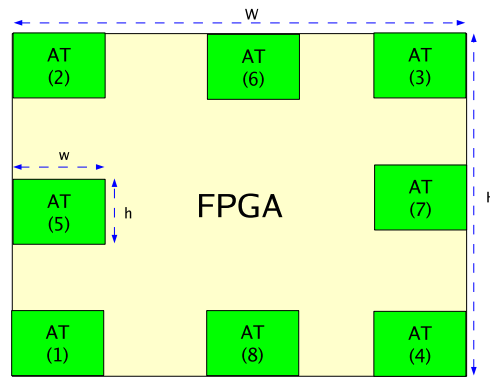 W
AT
(2)
AT
(6)
AT
(3)
w
h
AT
(5)
FPGA
AT
(7)
AT
(1)
AT
(8)
AT
(4)